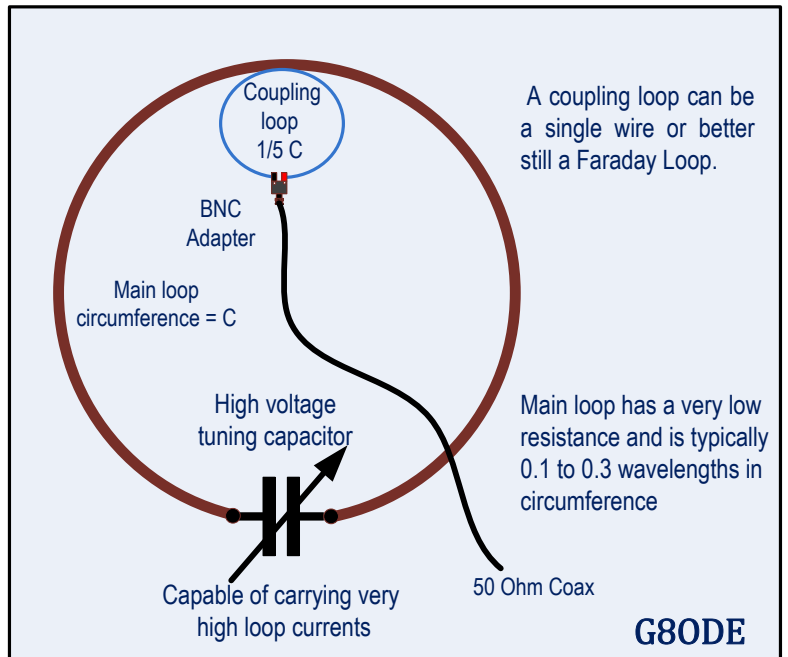 Coupling
loop
1/5 C
A coupling loop can be
a single wire or better
still a Faraday Loop.
BNC
Adapter
Main loop
circumference = C
High voltage
tuning capacitor
Main loop has a very low
resistance and is typically
0.1 to 0.3 wavelengths in
circumference
50 Ohm Coax
Capable of carrying very
high loop currents
G8ODE